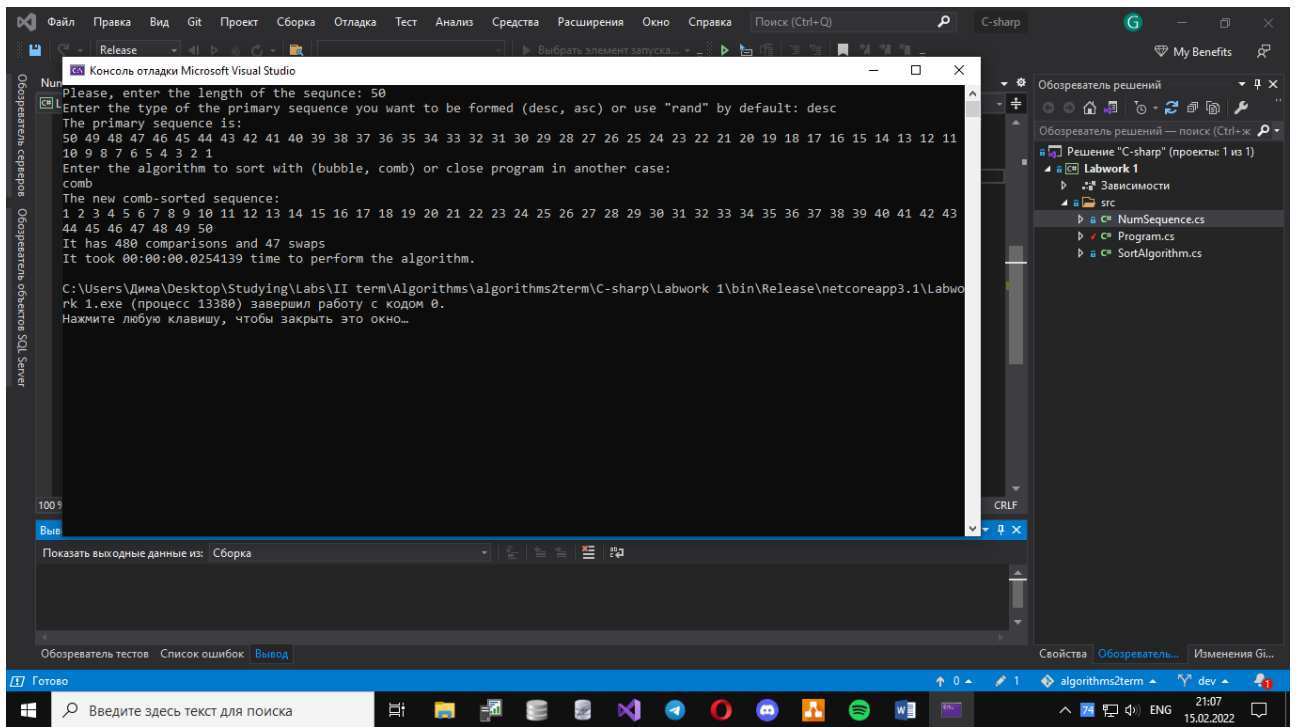 Файл Правка Вид Git Проект Сборка Отладка Тест Анализ Средства Расширения Окно Справка Поиск (Ctrl+Q) C-sharp G
Release Выбрать элемент запуска... My Benefits
Консоль отладки Microsoft Visual Studio
Please, enter the length of the sequnce: 50
Enter the type of the primary sequence you want to be formed (desc, asc) or use "rand" by default: desc
The primary sequence is:
50 49 48 47 46 45 44 43 42 41 40 39 38 37 36 35 34 33 32 31 30 29 28 27 26 25 24 23 22 21 20 19 18 17 16 15 14 13 12 11
10 9 8 7 6 5 4 3 2 1
Enter the algorithm to sort with (bubble, comb) or close program in another case:
comb
The new comb-sorted sequence:
1 2 3 4 5 6 7 8 9 10 11 12 13 14 15 16 17 18 19 20 21 22 23 24 25 26 27 28 29 30 31 32 33 34 35 36 37 38 39 40 41 42 43
44 45 46 47 48 49 50
It has 480 comparisons and 47 swaps
It took 00:00:00.0254139 time to perform the algorithm.
C:\Users\Дима\Desktop\Studying\Labs\II term\Algorithms\algorithms2term\C-sharp\Labwork 1\bin\Release\netcoreapp3.1\Labwo
rk 1.exe (процесс 13380) завершил работу с кодом 0.
Нажмите любую клавишу, чтобы закрыть это окно…
Обозреватель серверов
Обозреватель объектов SQL Server
Обозреватель решений
Обозреватель решений — поиск (Ctrl+ж
Решение "C-sharp" (проекты: 1 из 1)
Labwork 1
Зависимости
src
NumSequence.cs
Program.cs
SortAlgorithm.cs
100 %
CRLF
Показать выходные данные из: Сборка
Обозреватель тестов Список ошибок Вывод
Свойства Обозреватель... Изменения Gi...
Готово 0 1 algorithms2term dev 1
Введите здесь текст для поиска 74 ENG 21:07
15.02.2022